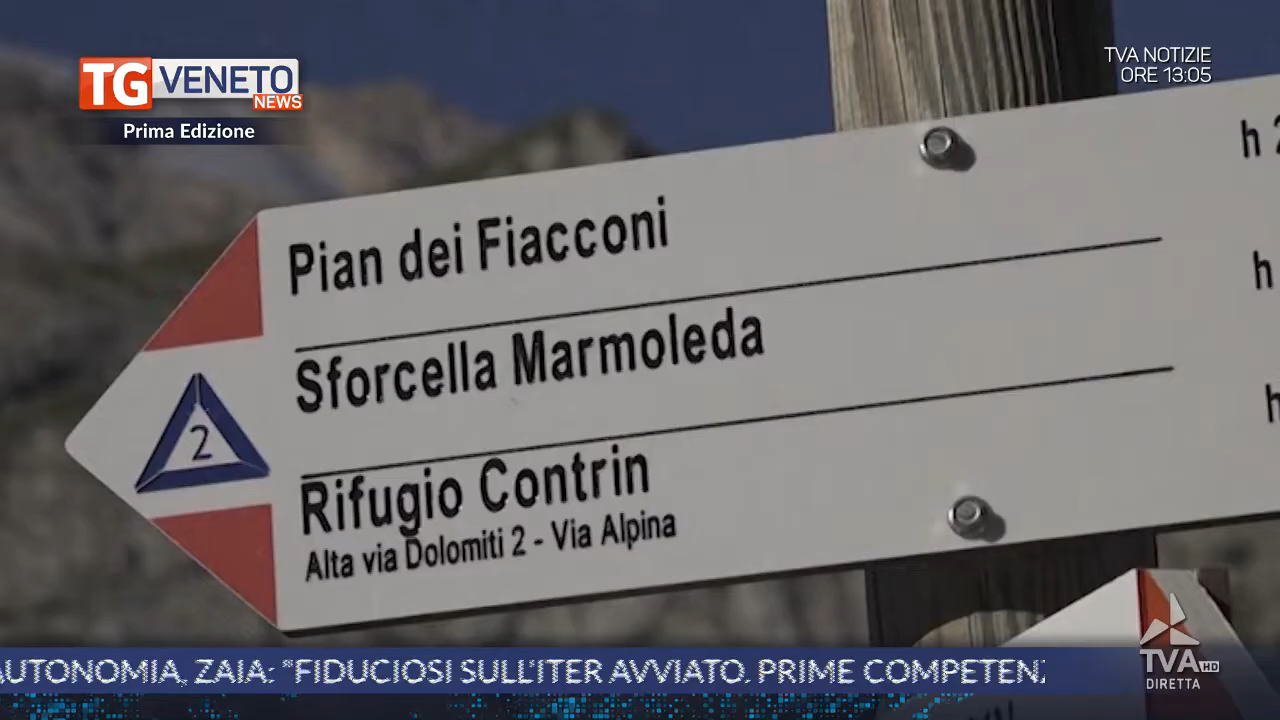 TG VENETO
NEWS
Prima Edizione
TVA NOTIZIE
ORE 13:05
h
Pian dei Fiacconi
h
Sforcella Marmoleda
h
Rifugio Contrin
Alta via Dolomiti 2 - Via Alpina
2
AUTONOMIA, ZAIA: "FIDUCIOSI SULL'ITER AVVIATO. PRIME
TVA HD
DIRETTA